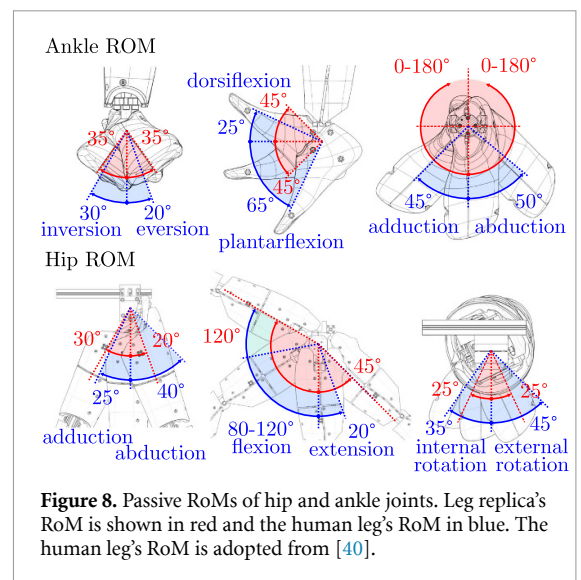 Ankle ROM
0-180° 0-180°
dorsiflexion
45°
35° 35°
25°
45°
65°
30° 20°
inversion eversion
plantarflexion
45° 50°
adduction abduction
Hip ROM
30° 20°
25° 40°
adduction
abduction
120°
45°
80-120°
flexion
20°
extension
25° 25°
35° 45°
internal external
rotation rotation
Figure 8. Passive RoMs of hip and ankle joints. Leg replica's
RoM is shown in red and the human leg's RoM in blue. The
human leg's RoM is adopted from [40].